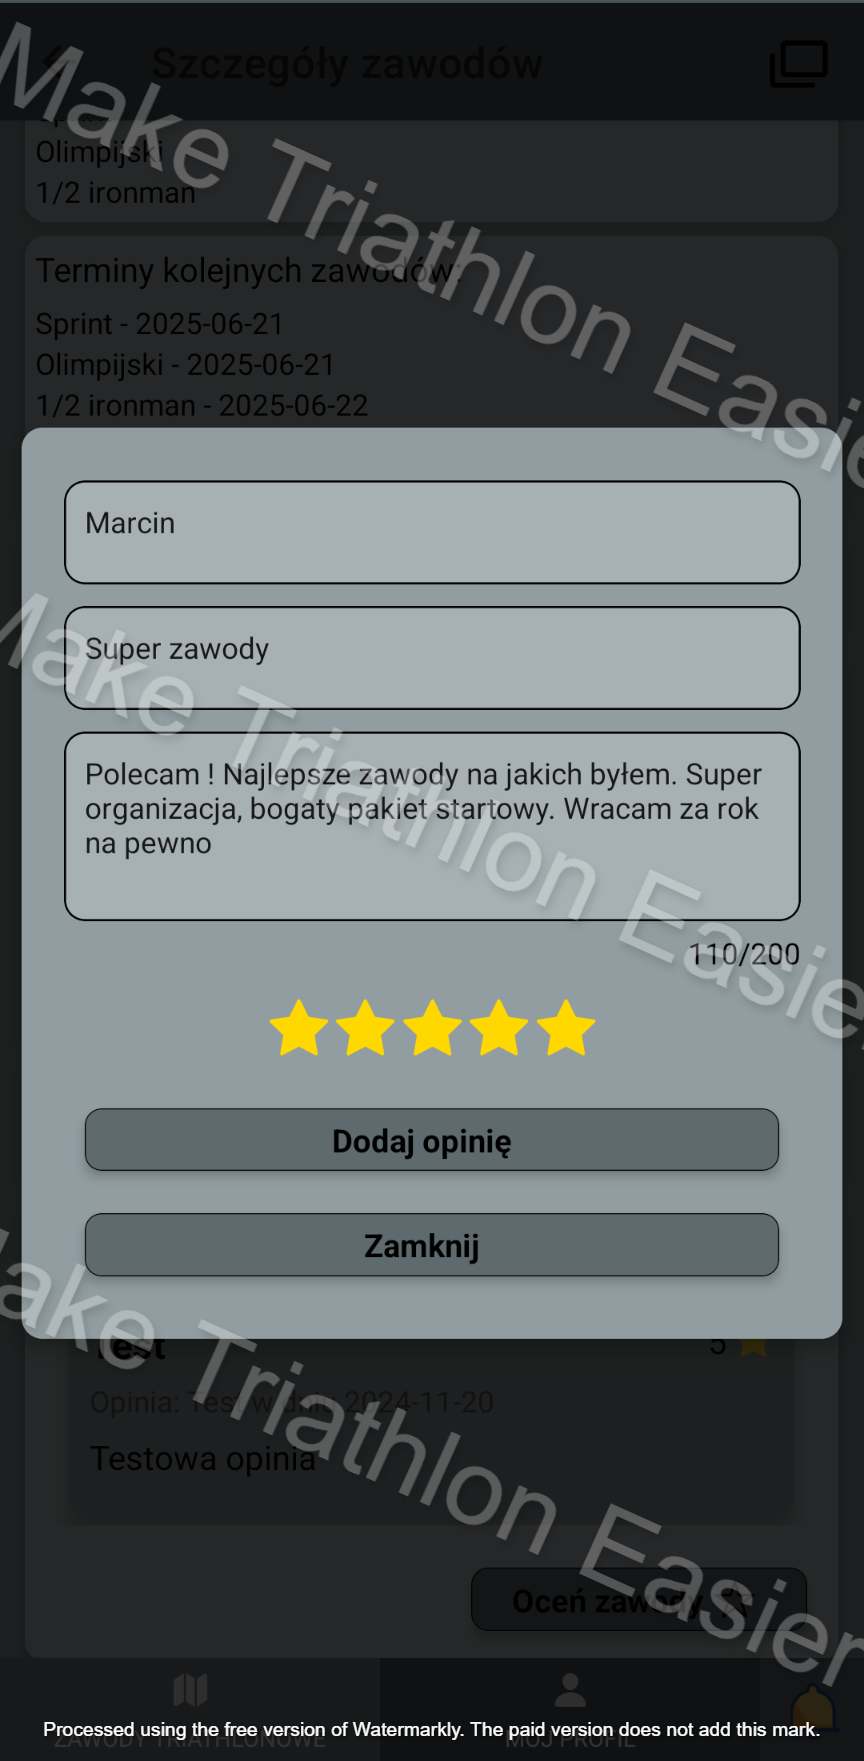 Szczegóły zawodów
Olimpijski
1/2 ironman
Terminy kolejnych zawodów:
Sprint - 2025-06-21
Olimpijski - 2025-06-21
1/2 ironman - 2025-06-22
Make Triathlon Easier
Marcin
Super zawody
Make Triathlon Easier
Polecam ! Najlepsze zawody na jakich byłem. Super
organizacja, bogaty pakiet startowy. Wracam za rok
na pewno
110/200
Dodaj opinię
Zamknij
Make Triathlon Easier
Test
5
Opinia: Test w dniu 2024-11-20
Testowa opinia
Oceń zawody
ZAWODY TRIATHLONOWE
MÓJ PROFIL
Processed using the free version of Watermarkly. The paid version does not add this mark.